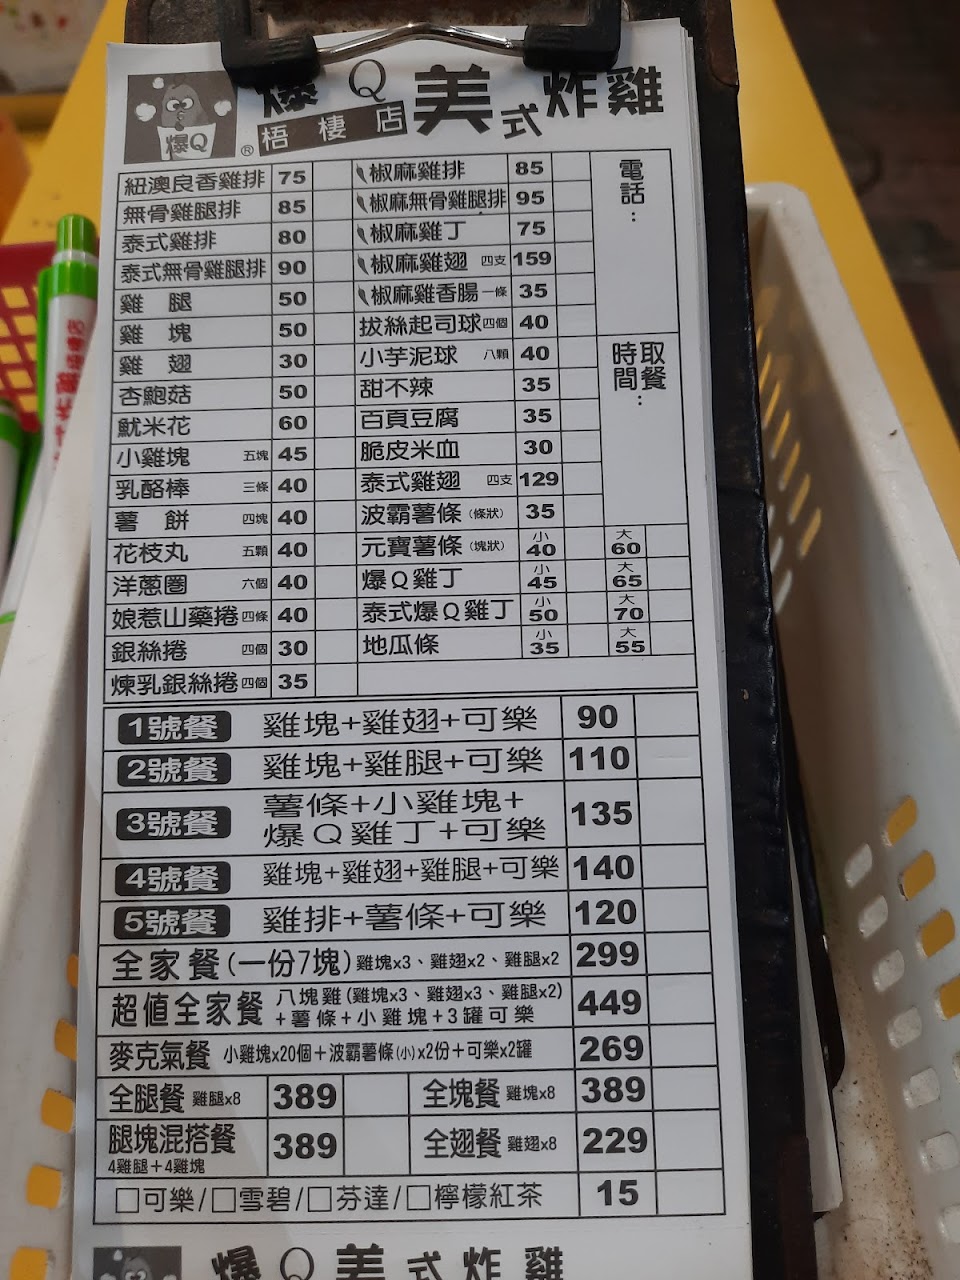 爆Q美式炸雞
爆Q ® 梧棲店
紐澳良香雞排 75
無骨雞腿排 85
泰式雞排 80
泰式無骨雞腿排 90
雞腿 50
雞塊 50
雞翅 30
杏鮑菇 50
魷米花 60
小雞塊 五塊 45
乳酪棒 三條 40
薯餅 四塊 40
花枝丸 五顆 40
洋蔥圈 六個 40
娘惹山藥捲 四條 40
銀絲捲 四個 30
煉乳銀絲捲 四個 35
椒麻雞排 85
椒麻無骨雞腿排 95
椒麻雞丁 75
椒麻雞翅 四支 159
椒麻雞香腸 一條 35
拔絲起司球 四個 40
小芋泥球 八顆 40
甜不辣 35
百頁豆腐 35
脆皮米血 30
泰式雞翅 四支 129
波霸薯條(條狀) 35
元寶薯條(塊狀) 小40 大60
爆Q雞丁 小45 大65
泰式爆Q雞丁 小50 大70
地瓜條 小35 大55
電話:
取餐時間:
1號餐 雞塊+雞翅+可樂 90
2號餐 雞塊+雞腿+可樂 110
3號餐 薯條+小雞塊+
爆Q雞丁+可樂 135
4號餐 雞塊+雞翅+雞腿+可樂 140
5號餐 雞排+薯條+可樂 120
全家餐(一份7塊)雞塊x3、雞翅x2、雞腿x2 299
超值全家餐 八塊雞(雞塊x3、雞翅x3、雞腿x2)
+薯條+小雞塊+3罐可樂 449
麥克氣餐 小雞塊x20個+波霸薯條(小)x2份+可樂x2罐 269
全腿餐 雞腿x8 389 全塊餐 雞塊x8 389
腿塊混搭餐 389 全翅餐 雞翅x8 229
4雞腿+4雞塊
□可樂/□雪碧/□芬達/□檸檬紅茶 15
爆Q美式炸雞